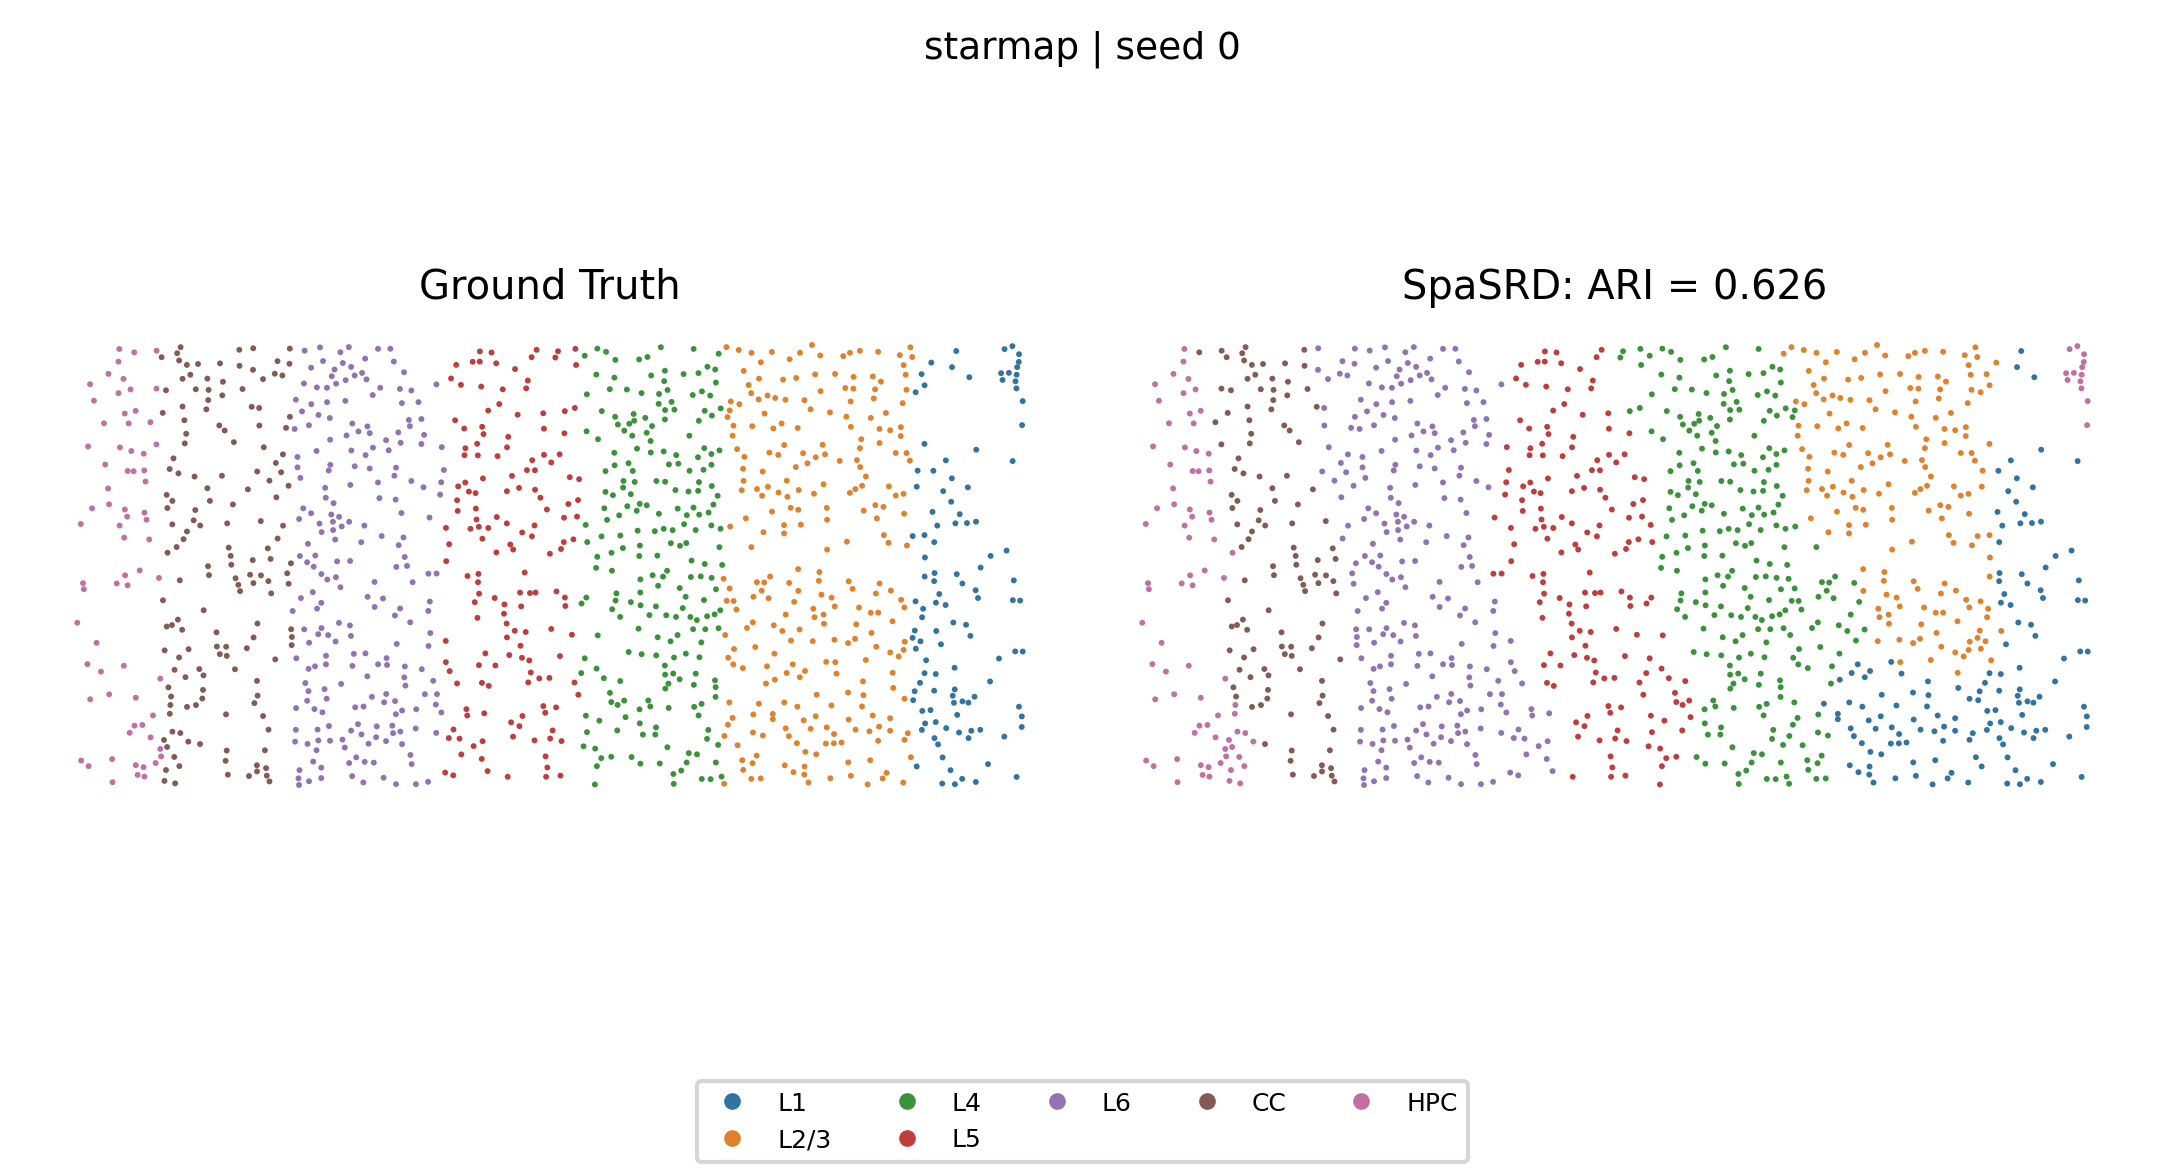 starmap | seed 0
Ground Truth
SpaSRD: ARI = 0.626
L1 L4 L6 CC HPC
L2/3 L5